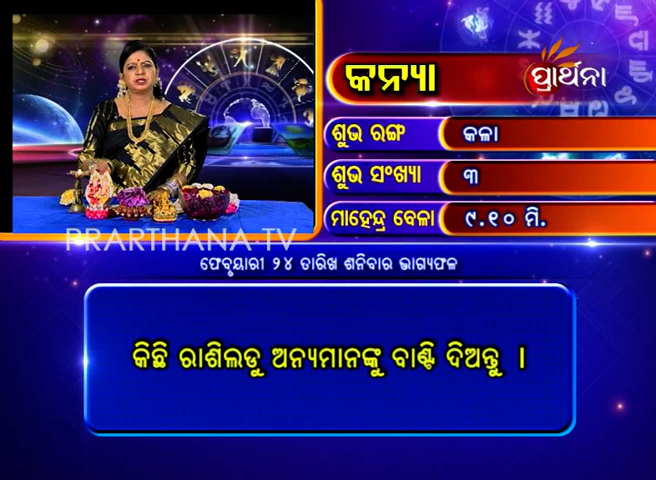 କନ୍ୟା
ପ୍ରାର୍ଥନା
ଶୁଭ ରଙ୍ଗ କଳା
ଶୁଭ ସଂଖ୍ୟା ୩
ମାହେନ୍ଦ୍ର ବେଳା ୯.୧୦ ମି.
PRARTHANA TV
ଫେବୃୟାରୀ ୨୪ ତାରିଖ ଶନିବାର ଭାଗ୍ୟଫଳ
କିଛି ରାଶିଲଡୁ ଅନ୍ୟମାନଙ୍କୁ ବାଣ୍ଟି ଦିଅନ୍ତୁ ।